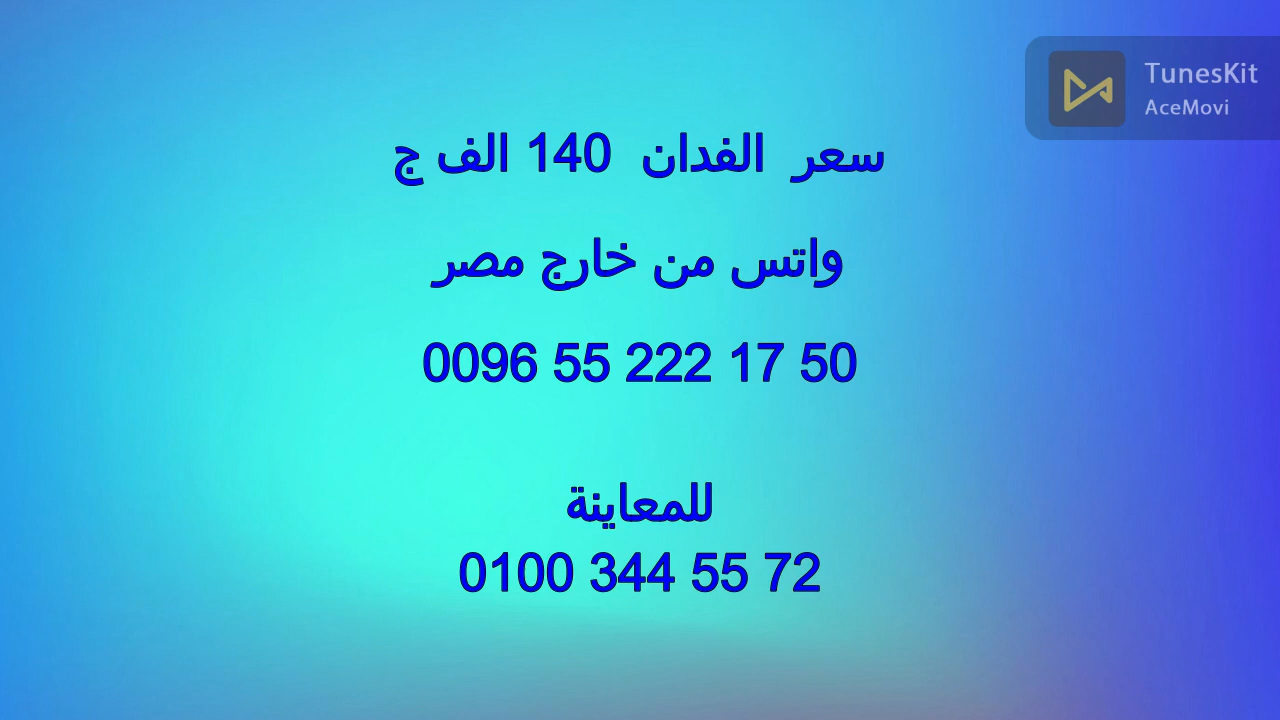 TunesKit
AceMovi
سعر الفدان 140 الف ج
واتس من خارج مصر
0096 55 222 17 50
للمعاينة
0100 344 55 72